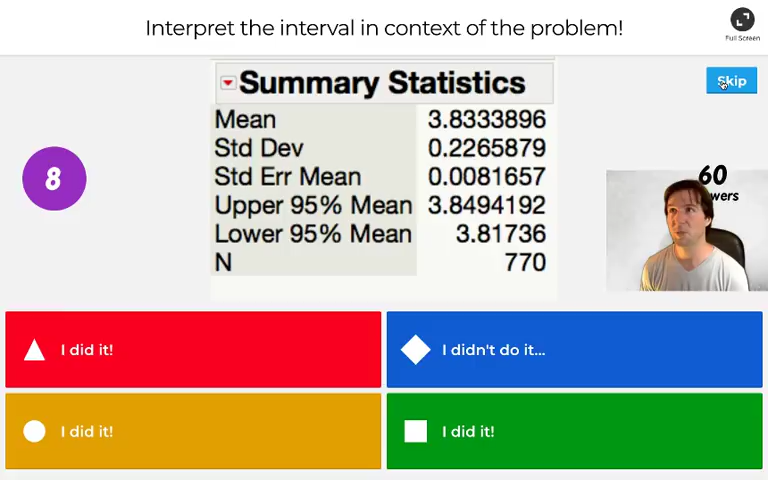 Interpret the interval in context of the problem!
Full Screen
Summary Statistics
Skip
Mean 3.8333896
Std Dev 0.2265879
Std Err Mean 0.0081657
Upper 95% Mean 3.8494192
Lower 95% Mean 3.81736
N 770
8
60
I did it!
I didn't do it...
I did it!
I did it!